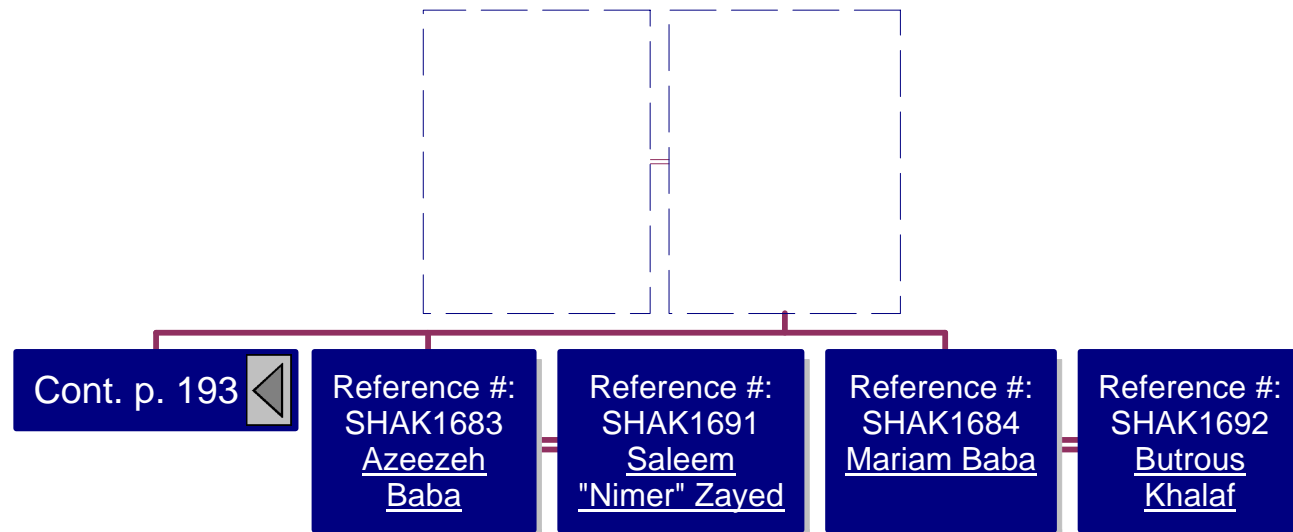 Cont. p. 193
Reference #:
SHAK1683
Azeezeh
Baba
Reference #:
SHAK1691
Saleem
"Nimer" Zayed
Reference #:
SHAK1684
Mariam Baba
Reference #:
SHAK1692
Butrous
Khalaf